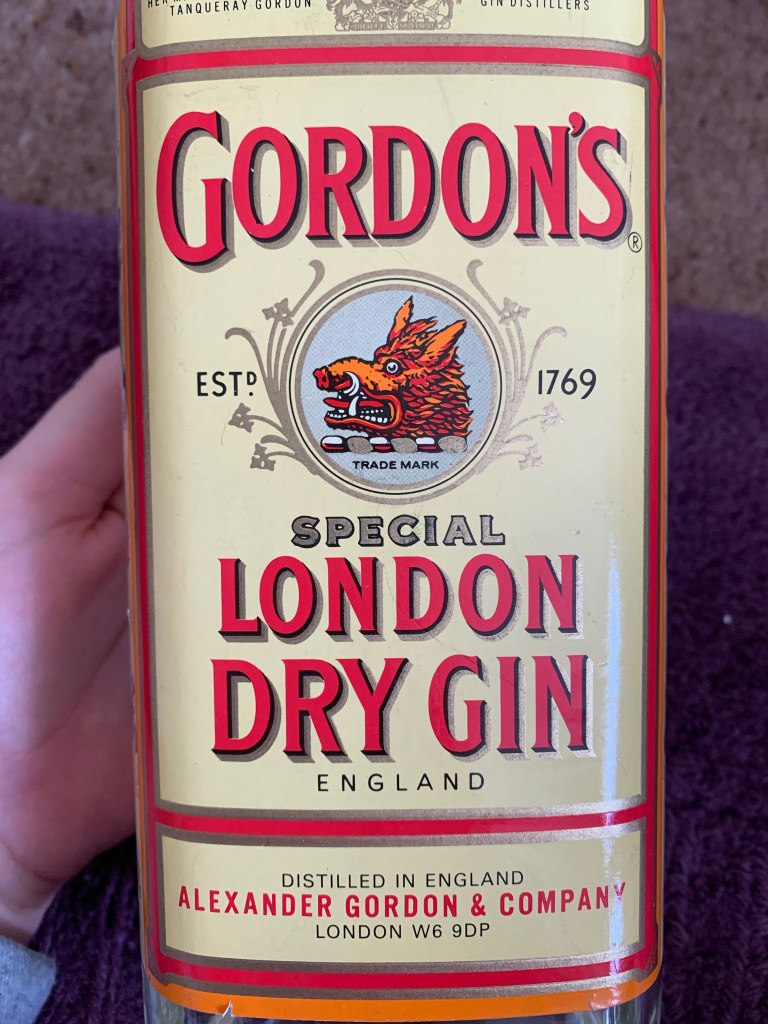 TANQUERAY GORDON GIN DISTILLERS
GORDON'S®
ESTD 1769
TRADE MARK
SPECIAL
LONDON
DRY GIN
ENGLAND
DISTILLED IN ENGLAND
ALEXANDER GORDON & COMPANY
LONDON W6 9DP